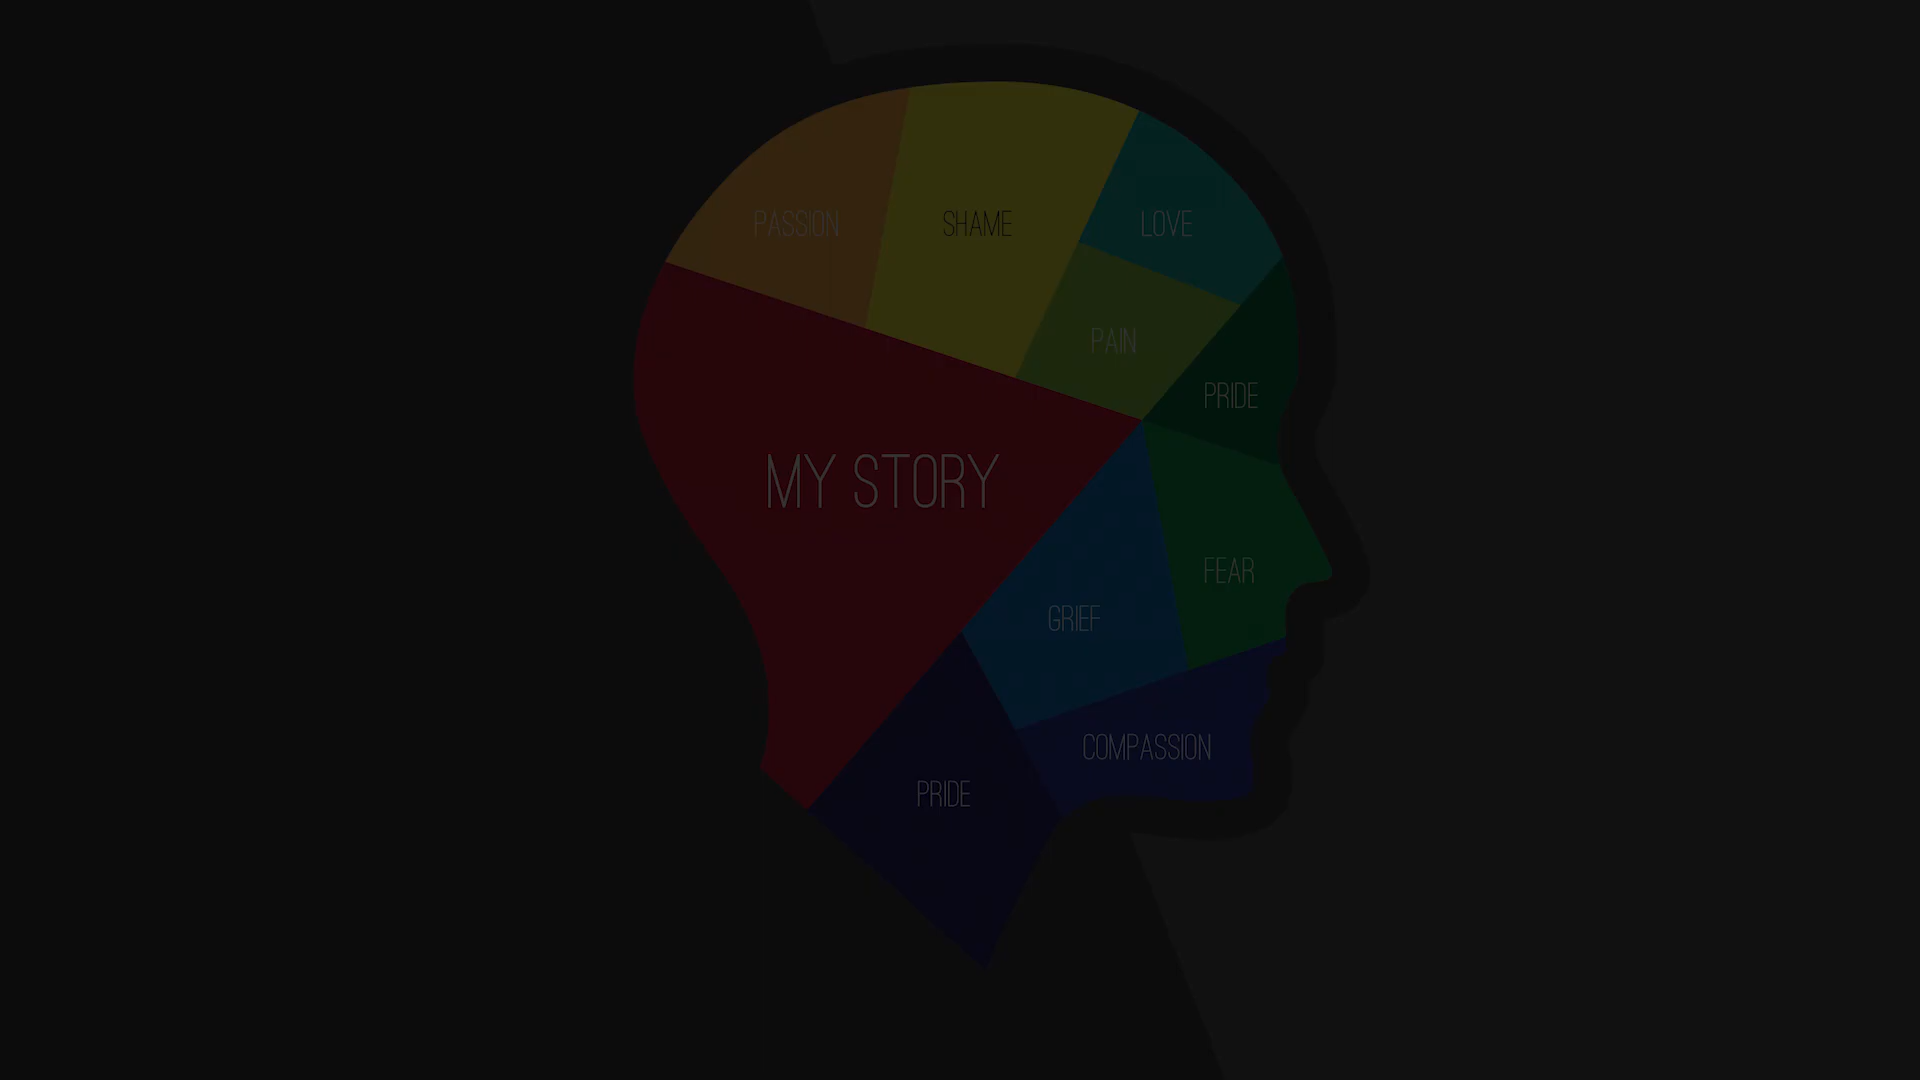 PASSION
SHAME
LOVE
PAIN
PRIDE
MY STORY
FEAR
GRIEF
COMPASSION
PRIDE